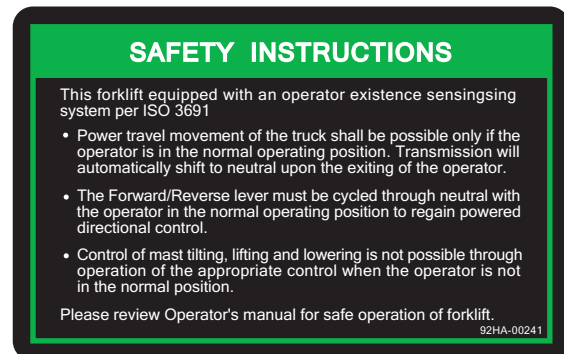 SAFETY INSTRUCTIONS
This forklift equipped with an operator existence sensingsing
system per ISO 3691
• Power travel movement of the truck shall be possible only if the
operator is in the normal operating position. Transmission will
automatically shift to neutral upon the exiting of the operator.
• The Forward/Reverse lever must be cycled through neutral with
the operator in the normal operating position to regain powered
directional control.
• Control of mast tilting, lifting and lowering is not possible through
operation of the appropriate control when the operator is not
in the normal position.
Please review Operator's manual for safe operation of forklift.
92HA-00241